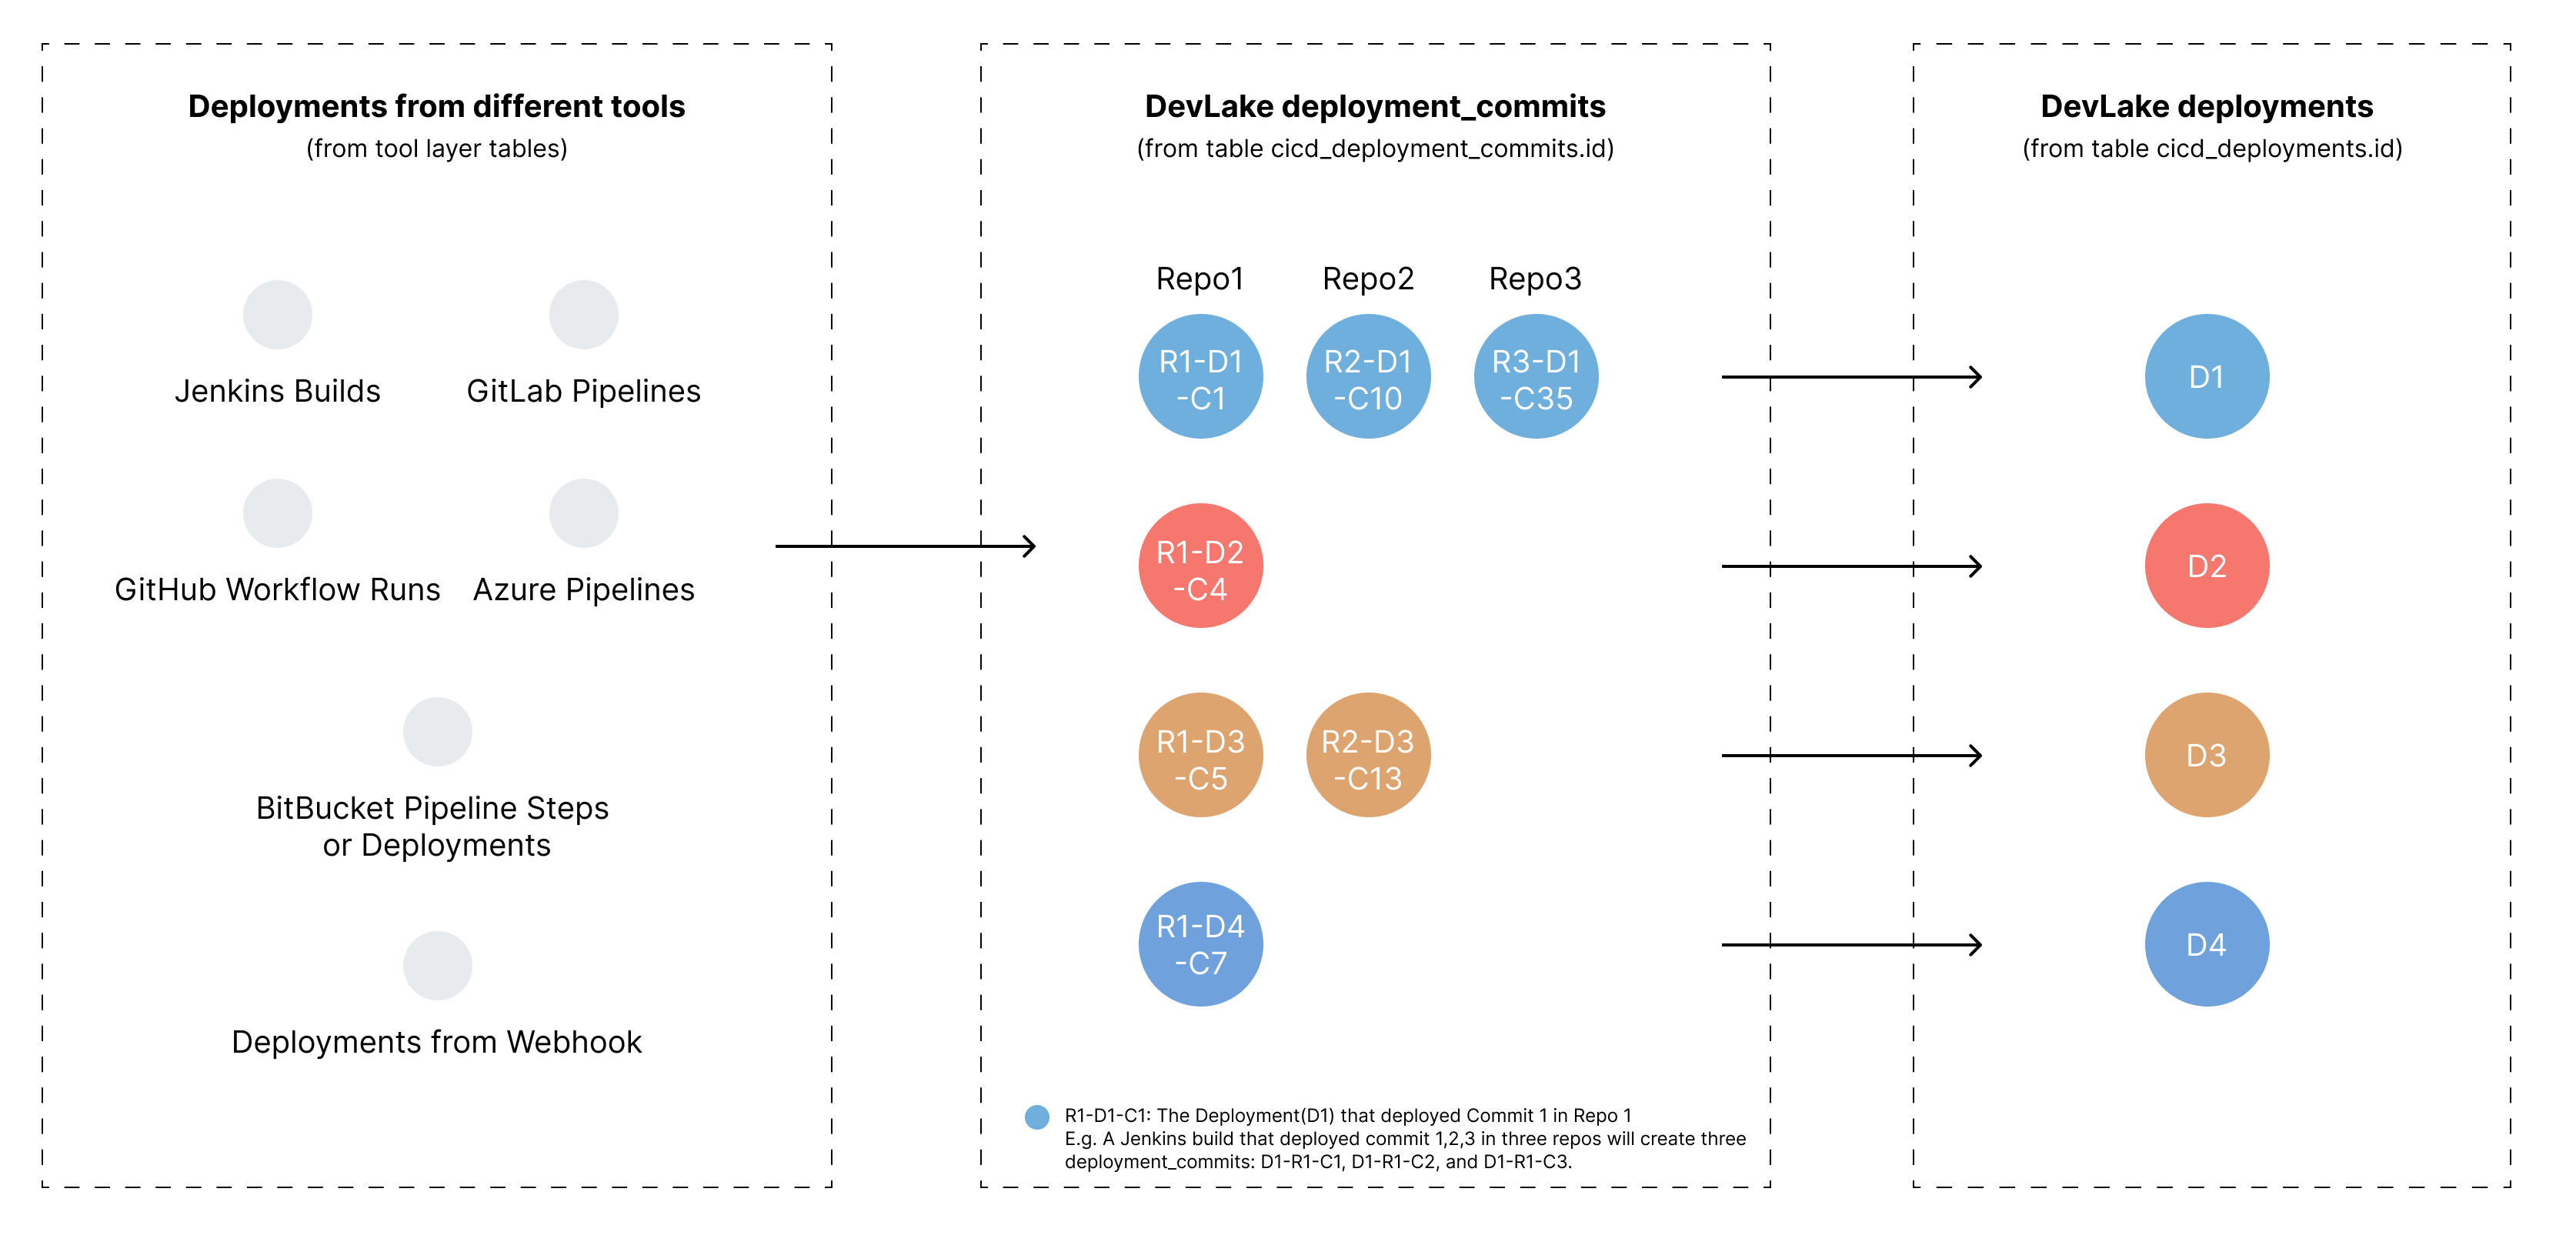 Deployments from different tools
(from tool layer tables)
Jenkins Builds
GitLab Pipelines
GitHub Workflow Runs
Azure Pipelines
BitBucket Pipeline Steps
or Deployments
Deployments from Webhook
DevLake deployment_commits
(from table cicd_deployment_commits.id)
Repo1
Repo2
Repo3
R1-D1
-C1
R2-D1
-C10
R3-D1
-C35
R1-D2
-C4
R1-D3
-C5
R2-D3
-C13
R1-D4
-C7
R1-D1-C1: The Deployment(D1) that deployed Commit 1 in Repo 1
E.g. A Jenkins build that deployed commit 1,2,3 in three repos will create three
deployment_commits: D1-R1-C1, D1-R1-C2, and D1-R1-C3.
DevLake deployments
(from table cicd_deployments.id)
D1
D2
D3
D4